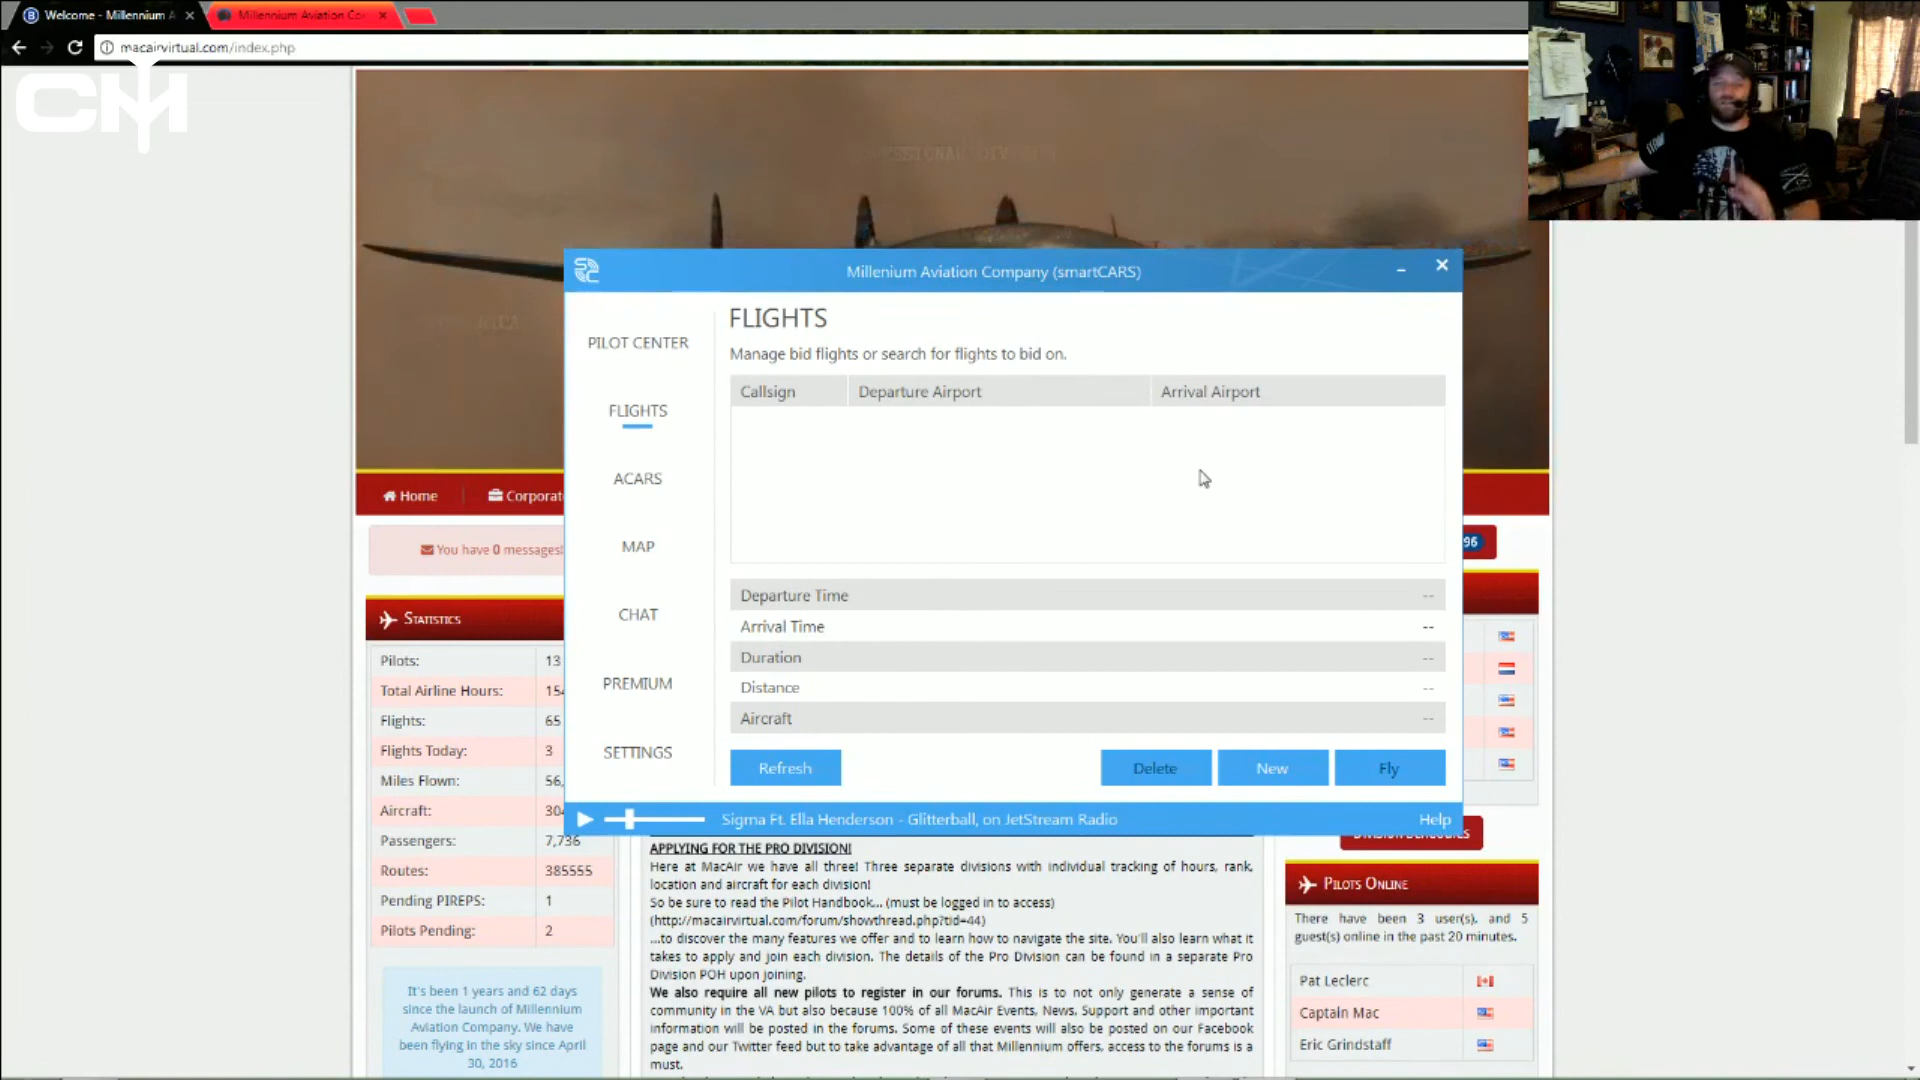 Welcome - Millennium A
Millennium Aviation Co
macairvirtual.com/index.php
CM
Millenium Aviation Company (smartCARS)
PILOT CENTER
FLIGHTS
ACARS
MAP
CHAT
PREMIUM
SETTINGS
FLIGHTS
Manage bid flights or search for flights to bid on.
Callsign Departure Airport Arrival Airport
Departure Time --
Arrival Time --
Duration --
Distance --
Aircraft --
Refresh Delete New Fly
Sigma Ft. Ella Henderson - Glitterball, on JetStream Radio Help
Home Corporat
You have 0 messages!
96
STATISTICS
Pilots: 13
Total Airline Hours: 154
Flights: 65
Flights Today: 3
Miles Flown: 56,
Aircraft: 304
Passengers: 7,736
Routes: 385555
Pending PIREPS: 1
Pilots Pending: 2
It's been 1 years and 62 days
since the launch of Millennium
Aviation Company. We have
been flying in the sky since April
30, 2016
APPLYING FOR THE PRO DIVISION!
Here at MacAir we have all three! Three separate divisions with individual tracking of hours, rank,
location and aircraft for each division!
So be sure to read the Pilot Handbook... (must be logged in to access)
(http://macairvirtual.com/forum/showthread.php?tid=44)
...to discover the many features we offer and to learn how to navigate the site. You'll also learn what it
takes to apply and join each division. The details of the Pro Division can be found in a separate Pro
Division POH upon joining.
We also require all new pilots to register in our forums. This is to not only generate a sense of
community in the VA but also because 100% of all MacAir Events, News, Support and other important
information will be posted in the forums. Some of these events will also be posted on our Facebook
page and our Twitter feed but to take advantage of all that Millennium offers, access to the forums is a
must.
PILOTS ONLINE
There have been 3 user(s), and 5
guest(s) online in the past 20 minutes.
Pat Leclerc
Captain Mac
Eric Grindstaff